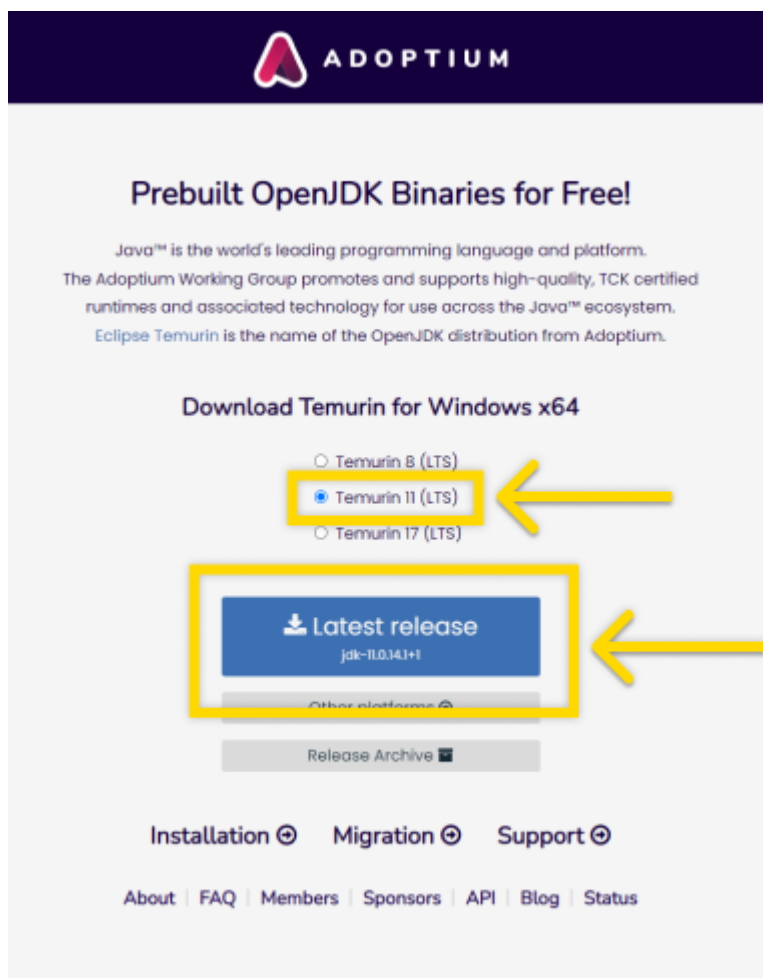 ADOPTIUM
Prebuilt OpenJDK Binaries for Free!
Java™ is the world's leading programming language and platform.
The Adoptium Working Group promotes and supports high-quality, TCK certified
runtimes and associated technology for use across the Java™ ecosystem.
Eclipse Temurin is the name of the OpenJDK distribution from Adoptium.
Download Temurin for Windows x64
Temurin 8 (LTS)
Temurin 11 (LTS)
Temurin 17 (LTS)
Latest release
jdk-11.0.14.1+1
Other platforms
Release Archive
Installation Migration Support
About FAQ Members Sponsors API Blog Status